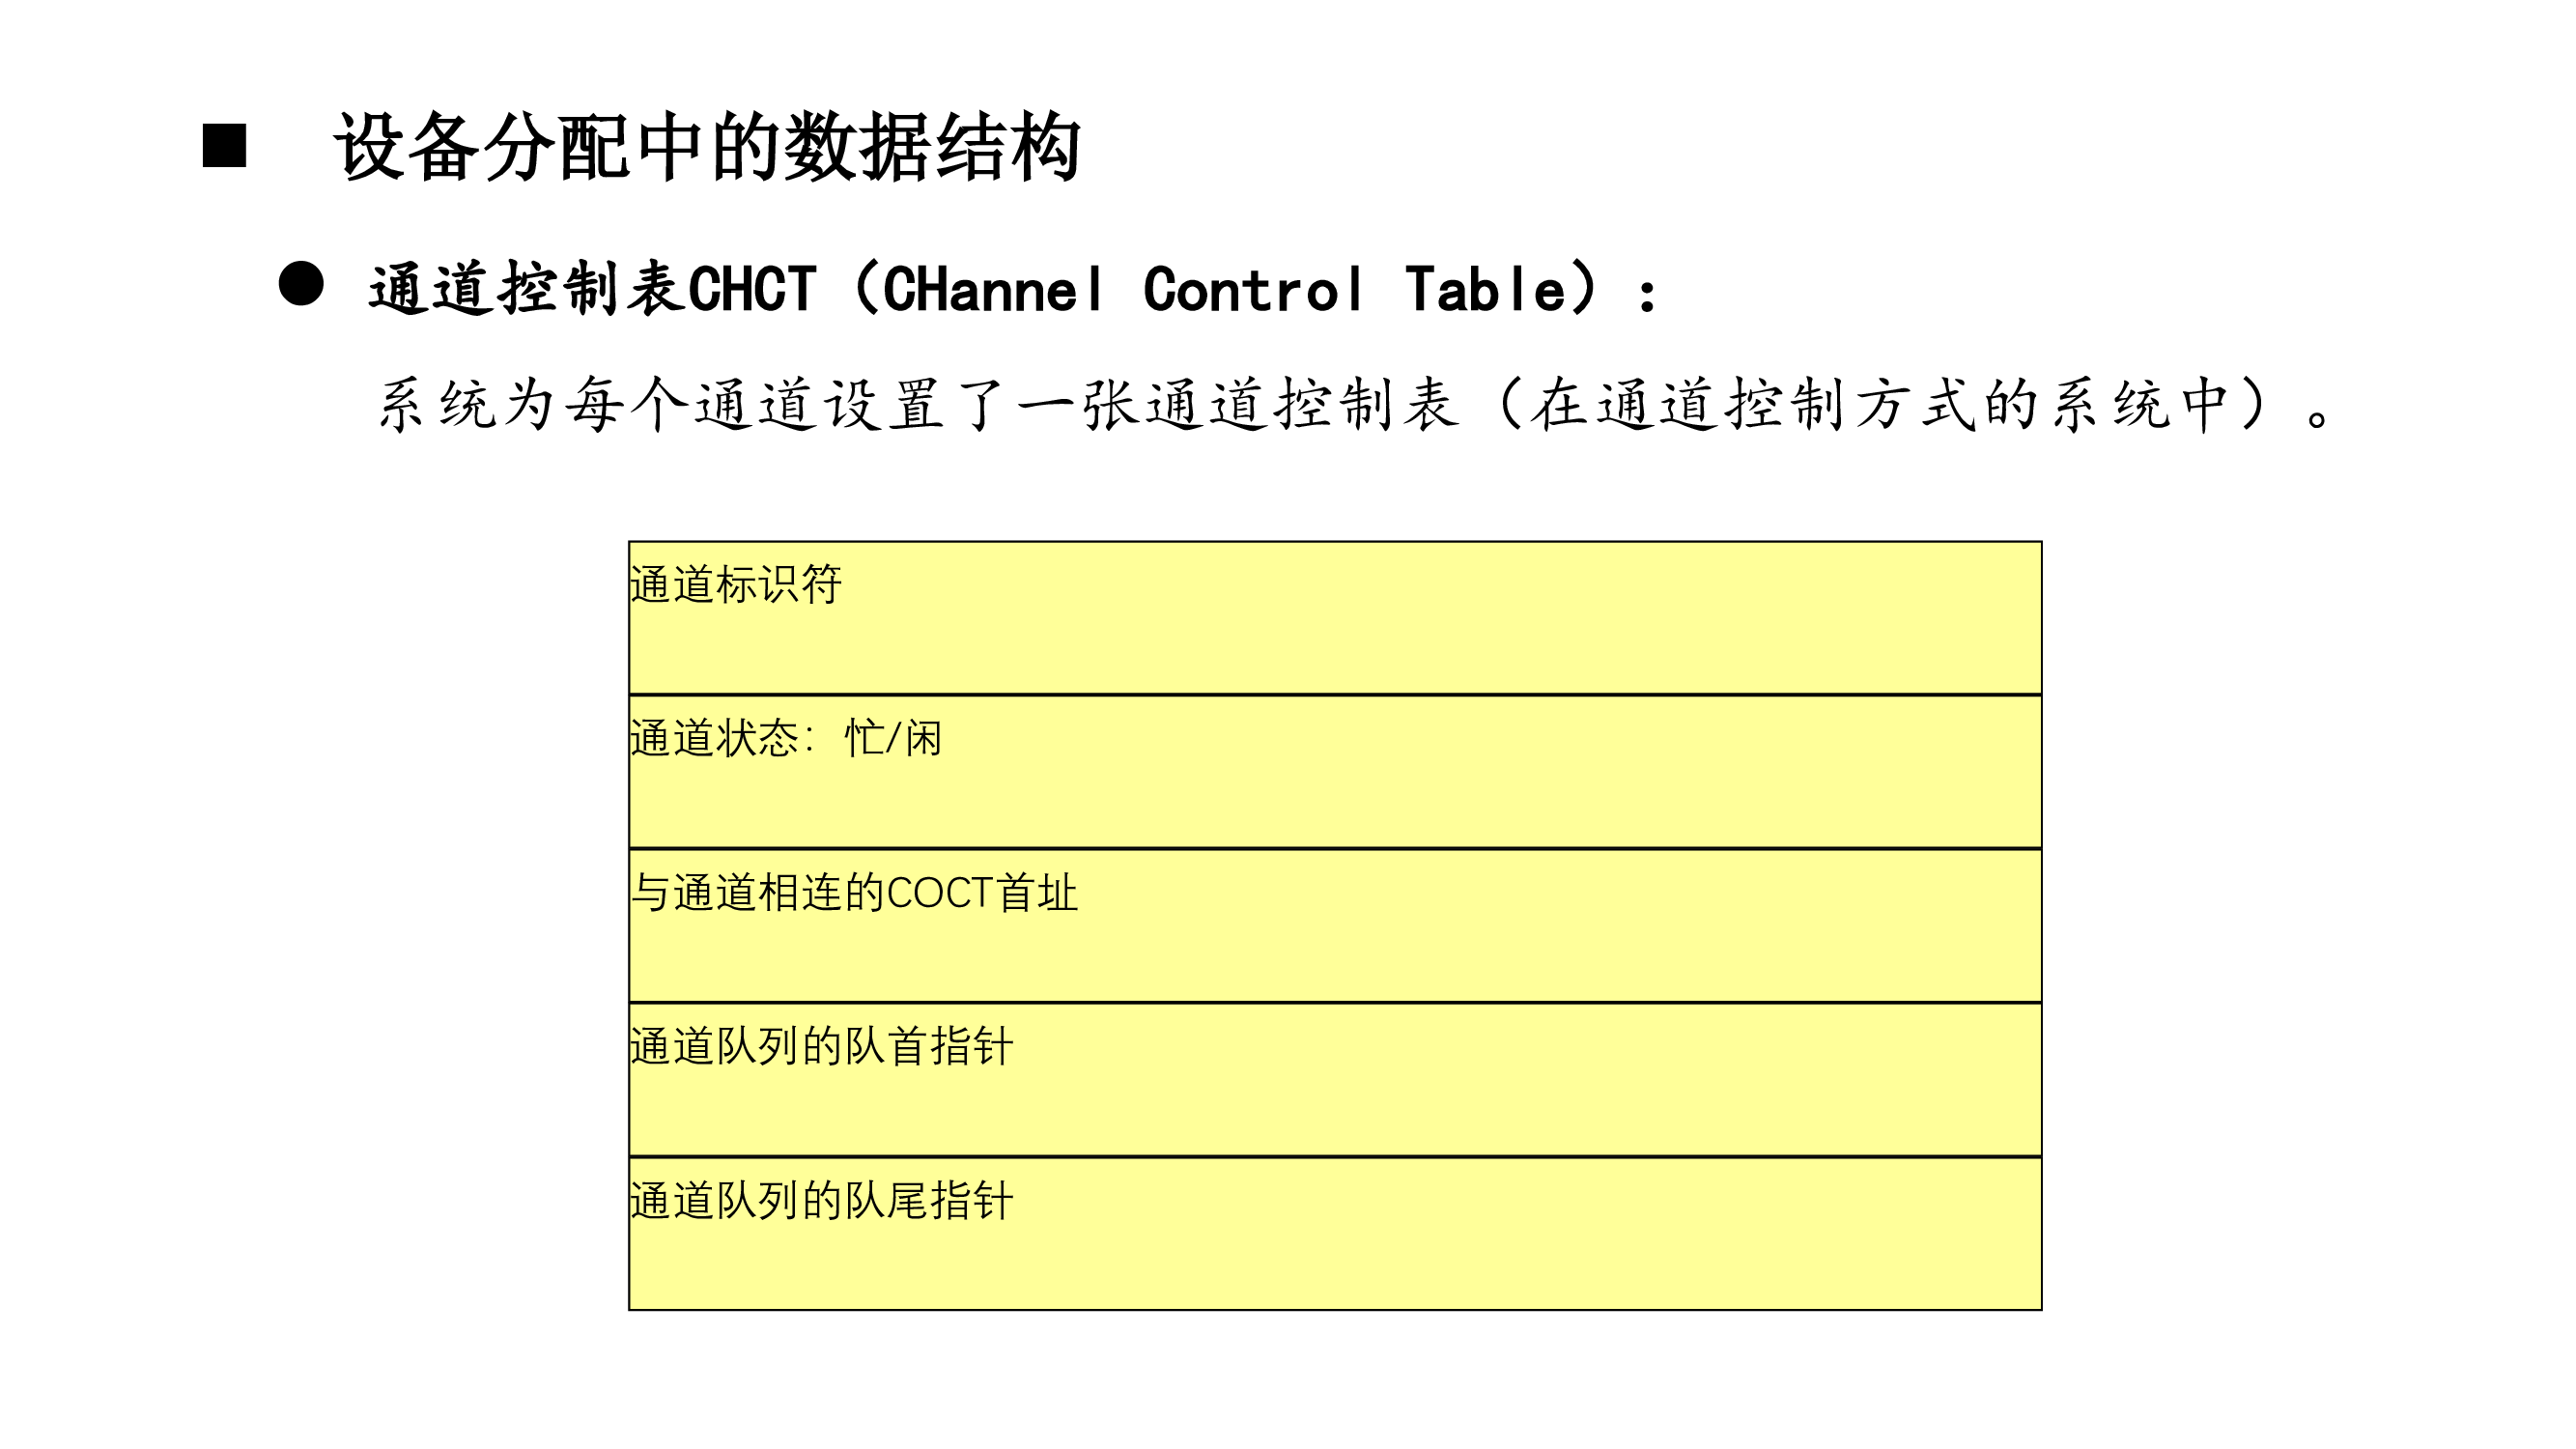 设备分配中的数据结构
通道控制表CHCT（CHannel Control Table）：
系统为每个通道设置了一张通道控制表（在通道控制方式的系统中）。
通道标识符
通道状态：忙/闲
与通道相连的COCT首址
通道队列的队首指针
通道队列的队尾指针